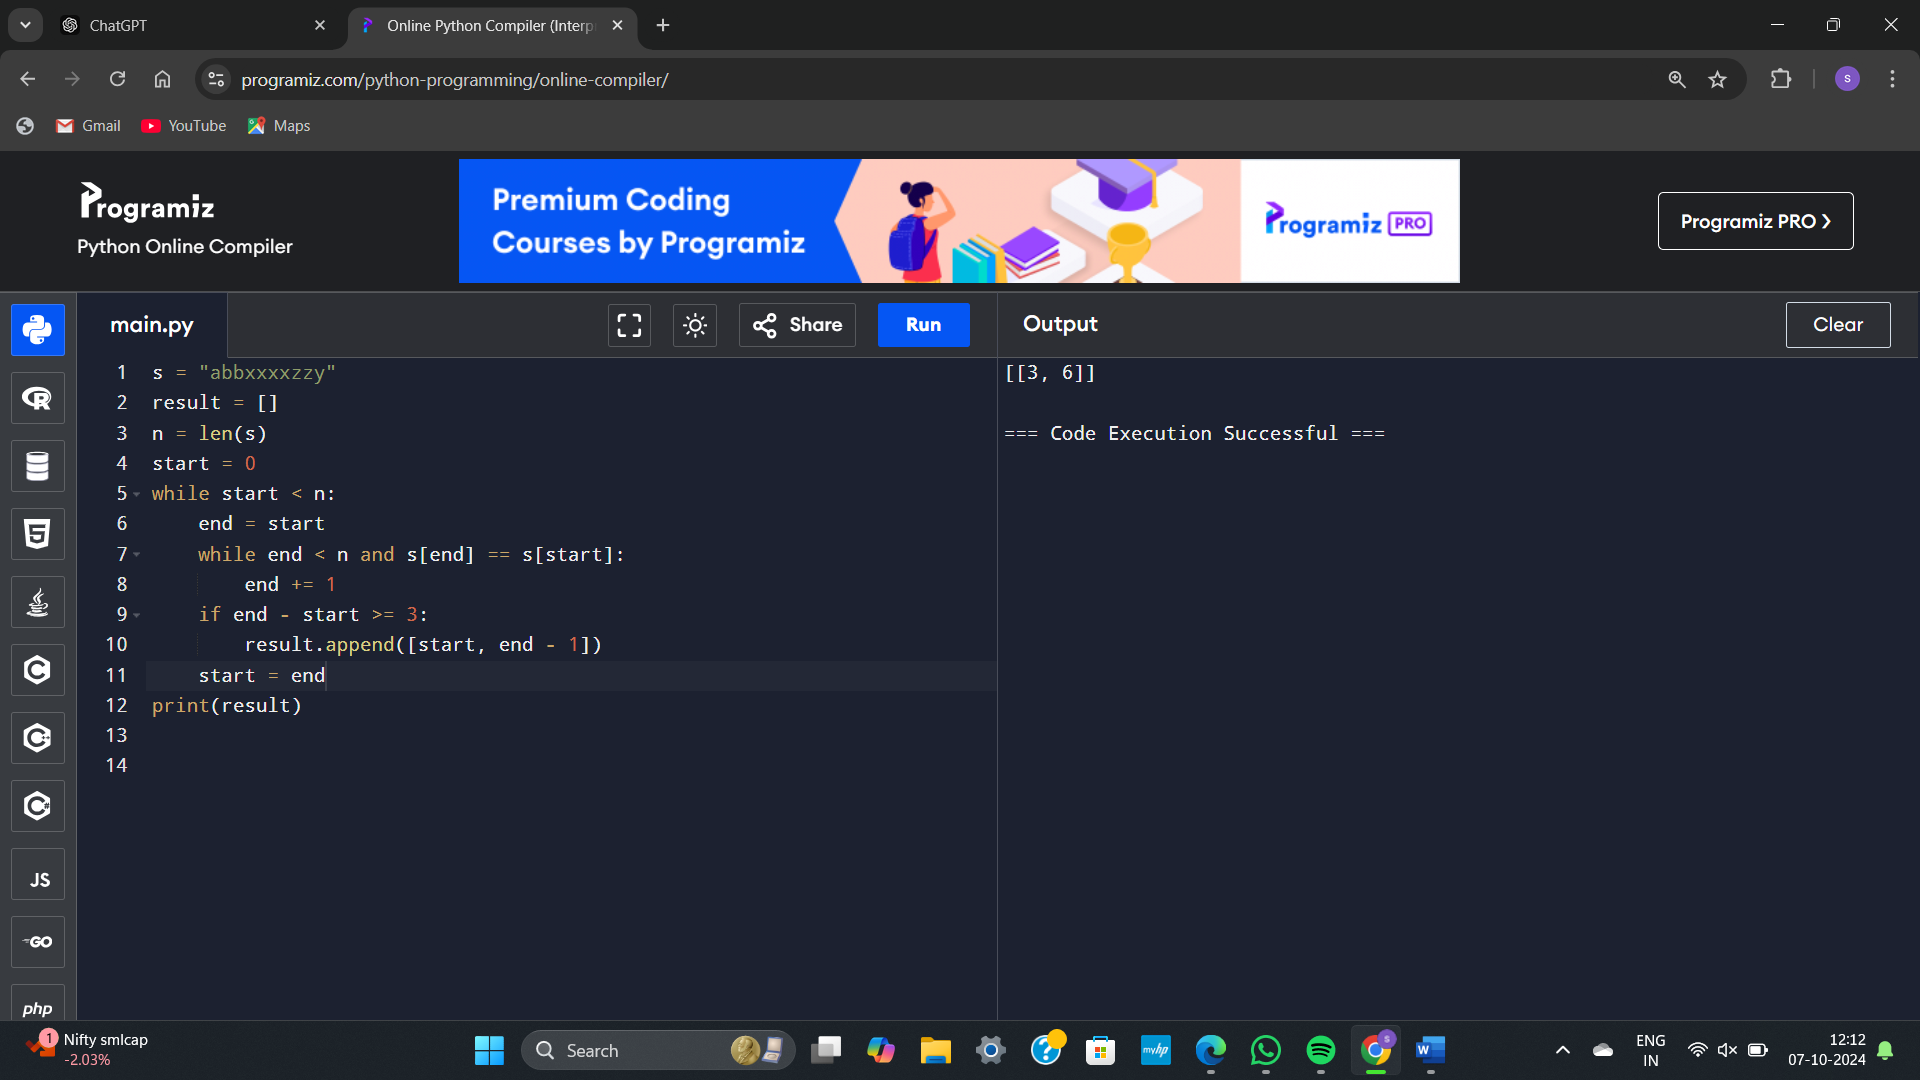 ChatGPT
Online Python Compiler (Interp
programiz.com/python-programming/online-compiler/
S
Gmail
YouTube
Maps
Programiz
Python Online Compiler
Premium Coding
Courses by Programiz
Programiz PRO
Programiz PRO ❯
main.py
Share
Run
Output
Clear
1 s = "abbxxxxzzy"
2 result = []
3 n = len(s)
4 start = 0
5 while start < n:
6     end = start
7     while end < n and s[end] == s[start]:
8         end += 1
9     if end - start >= 3:
10         result.append([start, end - 1])
11     start = end
12 print(result)
13
14
[[3, 6]]
=== Code Execution Successful ===
R
5
C
C++
C#
JS
GO
php
1
Nifty smlcap
-2.03%
Search
myhp
S
W
ENG
IN
12:12
07-10-2024